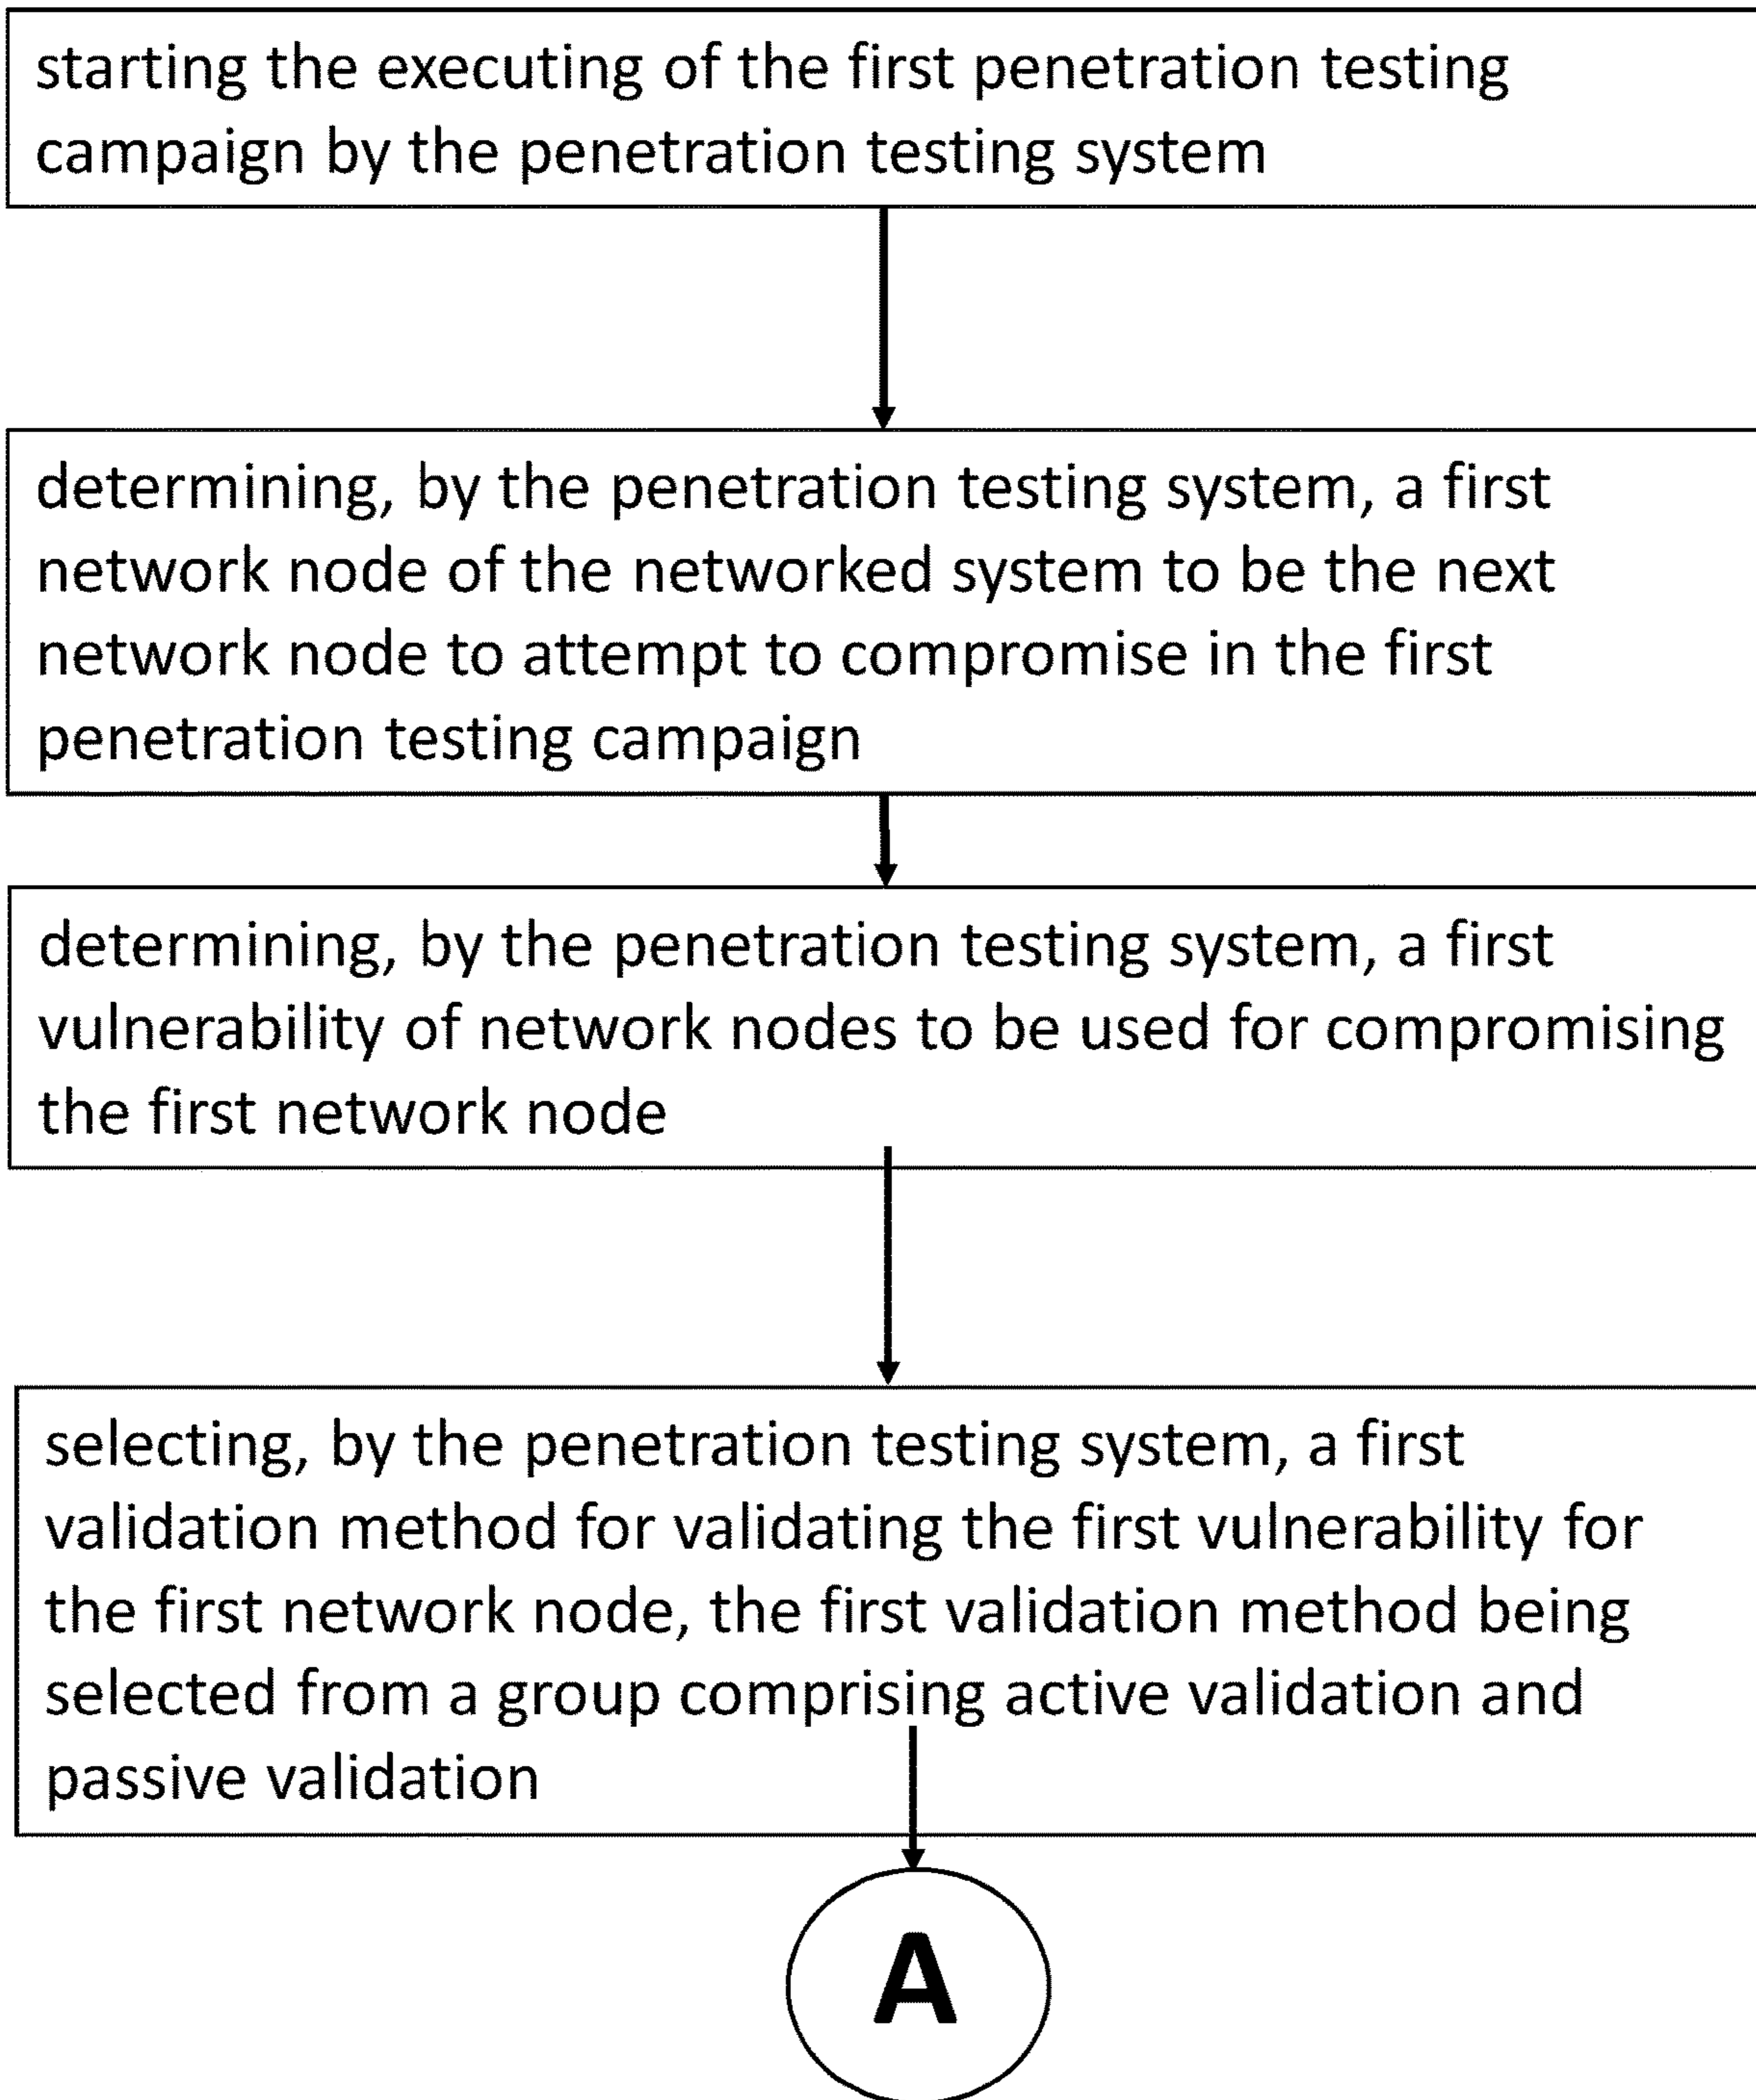 starting the executing of the first penetration testing
campaign by the penetration testing system
determining, by the penetration testing system, a first
network node of the networked system to be the next
network node to attempt to compromise in the first
penetration testing campaign
determining, by the penetration testing system, a first
vulnerability of network nodes to be used for compromising
the first network node
selecting, by the penetration testing system, a first
validation method for validating the first vulnerability for
the first network node, the first validation method being
selected from a group comprising active validation and
passive validation
A